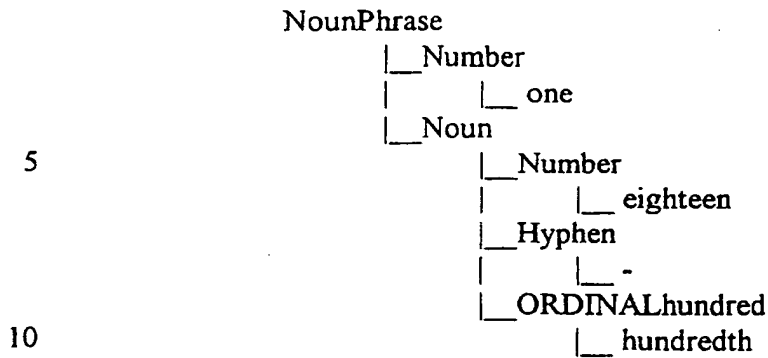 NounPhrase
|__Number
| |__ one
|__Noun
5 |__Number
| |__ eighteen
|__Hyphen
| |__ -
|__ORDINALhundred
10 |__ hundredth